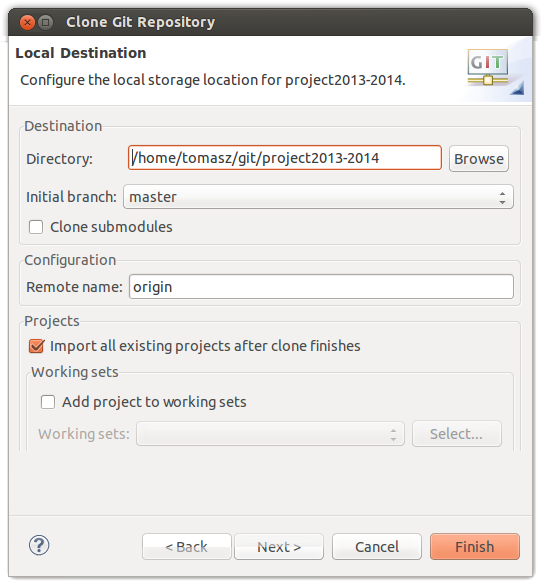 Clone Git Repository
Local Destination
Configure the local storage location for project2013-2014.
GIT
Destination
Directory: /home/tomasz/git/project2013-2014 Browse
Initial branch: master
Clone submodules
Configuration
Remote name: origin
Projects
Import all existing projects after clone finishes
Working sets
Add project to working sets
Working sets: Select...
? < Back Next > Cancel Finish